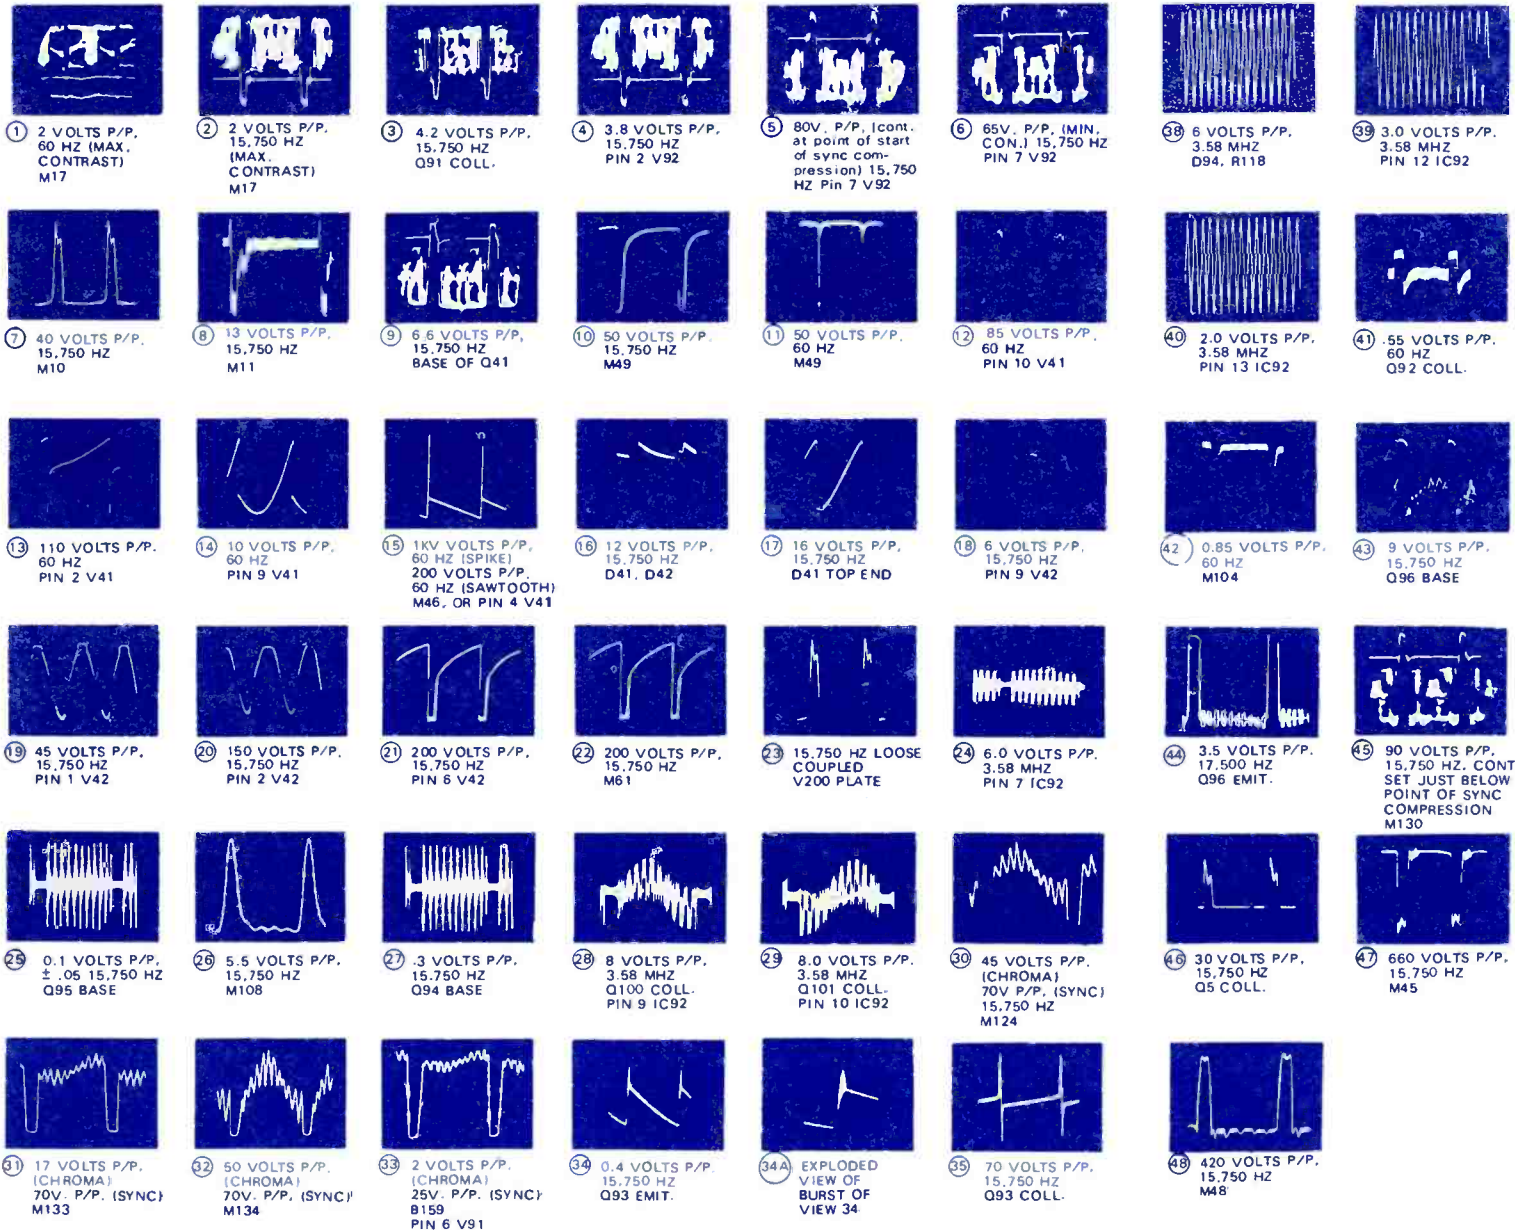 1 2 VOLTS P/P,
60 HZ (MAX.
CONTRAST)
M17
2 2 VOLTS P/P.
15,750 HZ
(MAX.
CONTRAST)
M17
3 4.2 VOLTS P/P,
15,750 HZ
Q91 COLL.
4 3.8 VOLTS P/P,
15,750 HZ
PIN 2 V92
5 80V. P/P, (cont.
at point of start
of sync com-
pression) 15,750
HZ Pin 7 V92
6 65V. P/P, (MIN.
CON.) 15,750 HZ
PIN 7 V92
38 6 VOLTS P/P,
3.58 MHZ
D94, R118
39 3.0 VOLTS P/P,
3.58 MHZ
PIN 12 IC92
7 40 VOLTS P/P,
15,750 HZ
M10
8 13 VOLTS P/P,
15,750 HZ
M11
9 6.6 VOLTS P/P,
15,750 HZ
BASE OF Q41
10 50 VOLTS P/P,
15,750 HZ
M49
11 50 VOLTS P/P,
60 HZ
M49
12 85 VOLTS P/P,
60 HZ
PIN 10 V41
40 2.0 VOLTS P/P,
3.58 MHZ
PIN 13 IC92
41 .55 VOLTS P/P,
60 HZ
Q92 COLL.
13 110 VOLTS P/P.
60 HZ
PIN 2 V41
14 10 VOLTS P/P,
60 HZ
PIN 9 V41
15 1KV VOLTS P/P,
60 HZ (SPIKE)
200 VOLTS P/P.
60 HZ (SAWTOOTH)
M46, OR PIN 4 V41
16 12 VOLTS P/P,
15,750 HZ
D41, D42
17 16 VOLTS P/P,
15,750 HZ
D41 TOP END
18 6 VOLTS P/P,
15,750 HZ
PIN 9 V42
42 0.85 VOLTS P/P,
60 HZ
M104
43 9 VOLTS P/P,
15,750 HZ
Q96 BASE
19 45 VOLTS P/P,
15,750 HZ
PIN 1 V42
20 150 VOLTS P/P.
15,750 HZ
PIN 2 V42
21 200 VOLTS P/P,
15,750 HZ
PIN 6 V42
22 200 VOLTS P/P,
15,750 HZ
M61
23 15,750 HZ LOOSE
COUPLED
V200 PLATE
24 6.0 VOLTS P/P.
3.58 MHZ
PIN 7 IC92
44 3.5 VOLTS P/P.
17,500 HZ
Q96 EMIT.
45 90 VOLTS P/P,
15,750 HZ. CONT
SET JUST BELOW
POINT OF SYNC
COMPRESSION
M130
25 0.1 VOLTS P/P,
± .05 15,750 HZ
Q95 BASE
26 5.5 VOLTS P/P,
15,750 HZ
M108
27 .3 VOLTS P/P,
15,750 HZ
Q94 BASE
28 8 VOLTS P/P,
3.58 MHZ
Q100 COLL.
PIN 9 IC92
29 8.0 VOLTS P/P,
3.58 MHZ
Q101 COLL.
PIN 10 IC92
30 45 VOLTS P/P,
(CHROMA)
70V P/P, (SYNC)
15,750 HZ
M124
46 30 VOLTS P/P,
15,750 HZ
Q5 COLL.
47 660 VOLTS P/P,
15,750 HZ
M45
31 17 VOLTS P/P,
(CHROMA)
70V. P/P. (SYNC)
M133
32 50 VOLTS P/P,
(CHROMA)
70V. P/P, (SYNC)
M134
33 2 VOLTS P/P.
(CHROMA)
25V. P/P. (SYNC)
B159
PIN 6 V91
34 0.4 VOLTS P/P.
15,750 HZ
Q93 EMIT.
34A EXPLODED
VIEW OF
BURST OF
VIEW 34
35 70 VOLTS P/P,
15,750 HZ
Q93 COLL.
48 420 VOLTS P/P,
15,750 HZ
M48